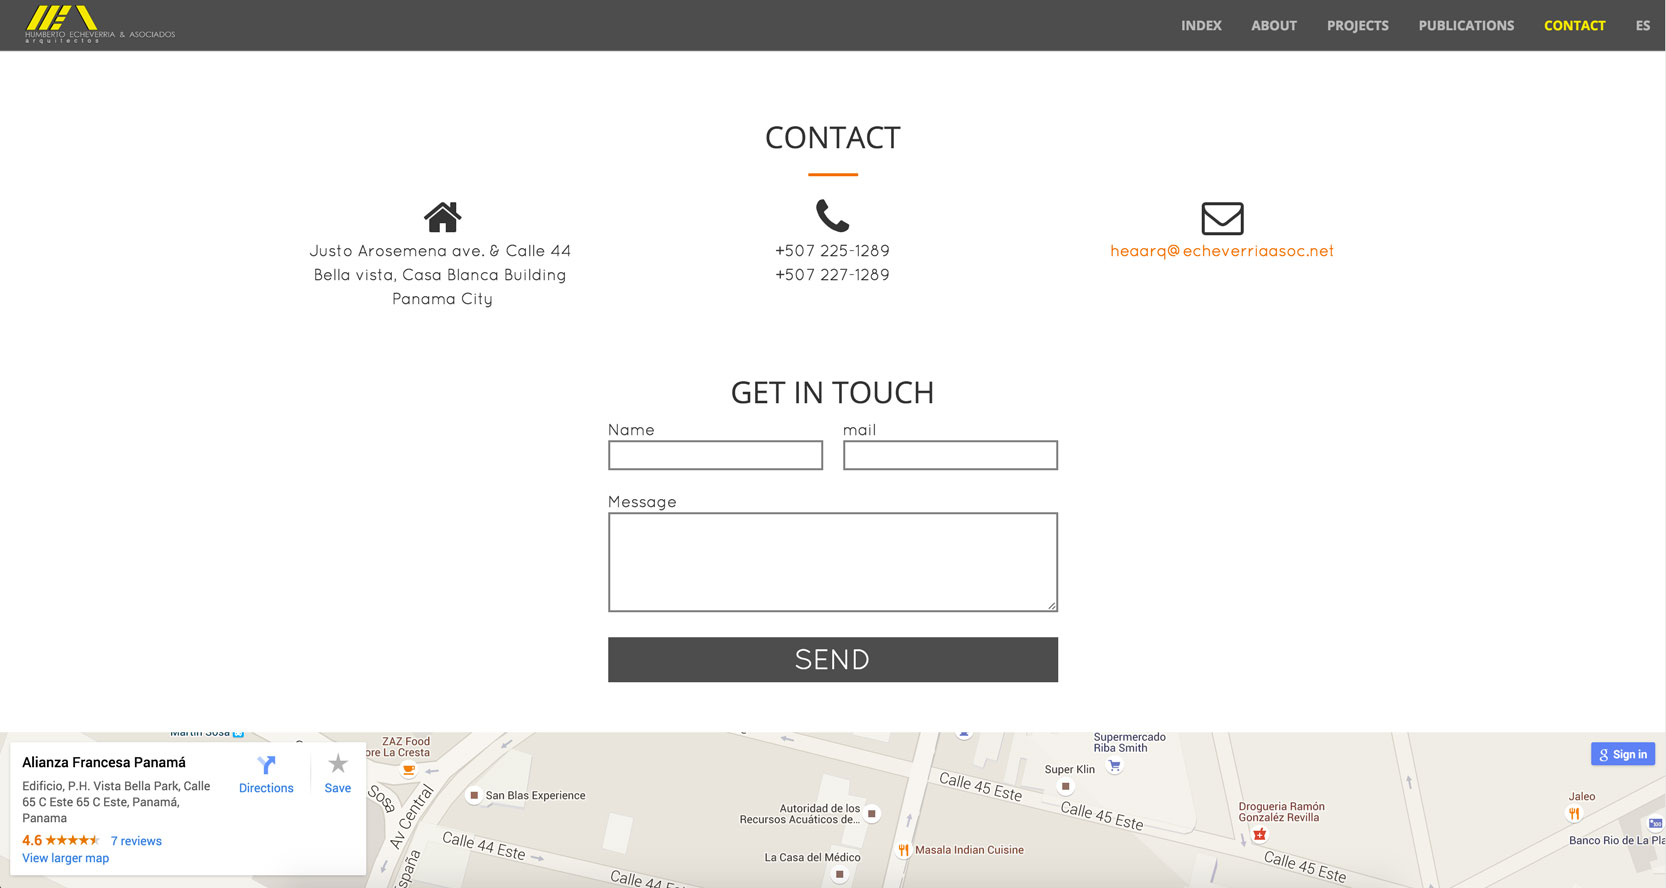 HUMBERTO ECHEVERRIA & ASOCIADOS
arquitectos
INDEX
ABOUT
PROJECTS
PUBLICATIONS
CONTACT
ES
CONTACT
Justo Arosemena ave. & Calle 44
Bella vista, Casa Blanca Building
Panama City
+507 225-1289
+507 227-1289
heaarq@echeverriaasoc.net
GET IN TOUCH
Name
mail
Message
SEND
Martín Sosa
Alianza Francesa Panamá
Edificio, P.H. Vista Bella Park, Calle
65 C Este 65 C Este, Panamá,
Panama
4.6
7 reviews
View larger map
Directions
Save
ZAZ Food
ore La Cresta
Sosa
Av Central
España
San Blas Experience
Calle 44 Este
Calle 44 Este
Autoridad de los
Recursos Acuáticos de...
La Casa del Médico
Masala Indian Cuisine
Calle 45 Este
Super Klin
Supermercado
Riba Smith
Calle 45 Este
Drogueria Ramón
Gonzaléz Revilla
Calle 45 Este
Sign in
Jaleo
Banco Rio de La Pla